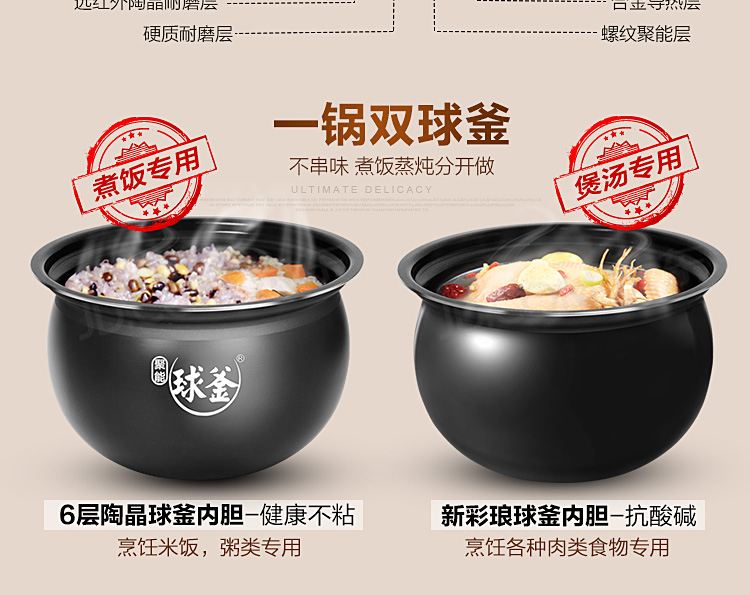 远红外陶晶耐磨层
合金导热层
硬质耐磨层
螺纹聚能层
一锅双球釜
不串味 煮饭蒸炖分开做
ULTIMATE DELICACY
煮饭专用
煲汤专用
聚能
球釜®
6层陶晶球釜内胆-健康不粘
新彩琅球釜内胆-抗酸碱
烹饪米饭，粥类专用
烹饪各种肉类食物专用